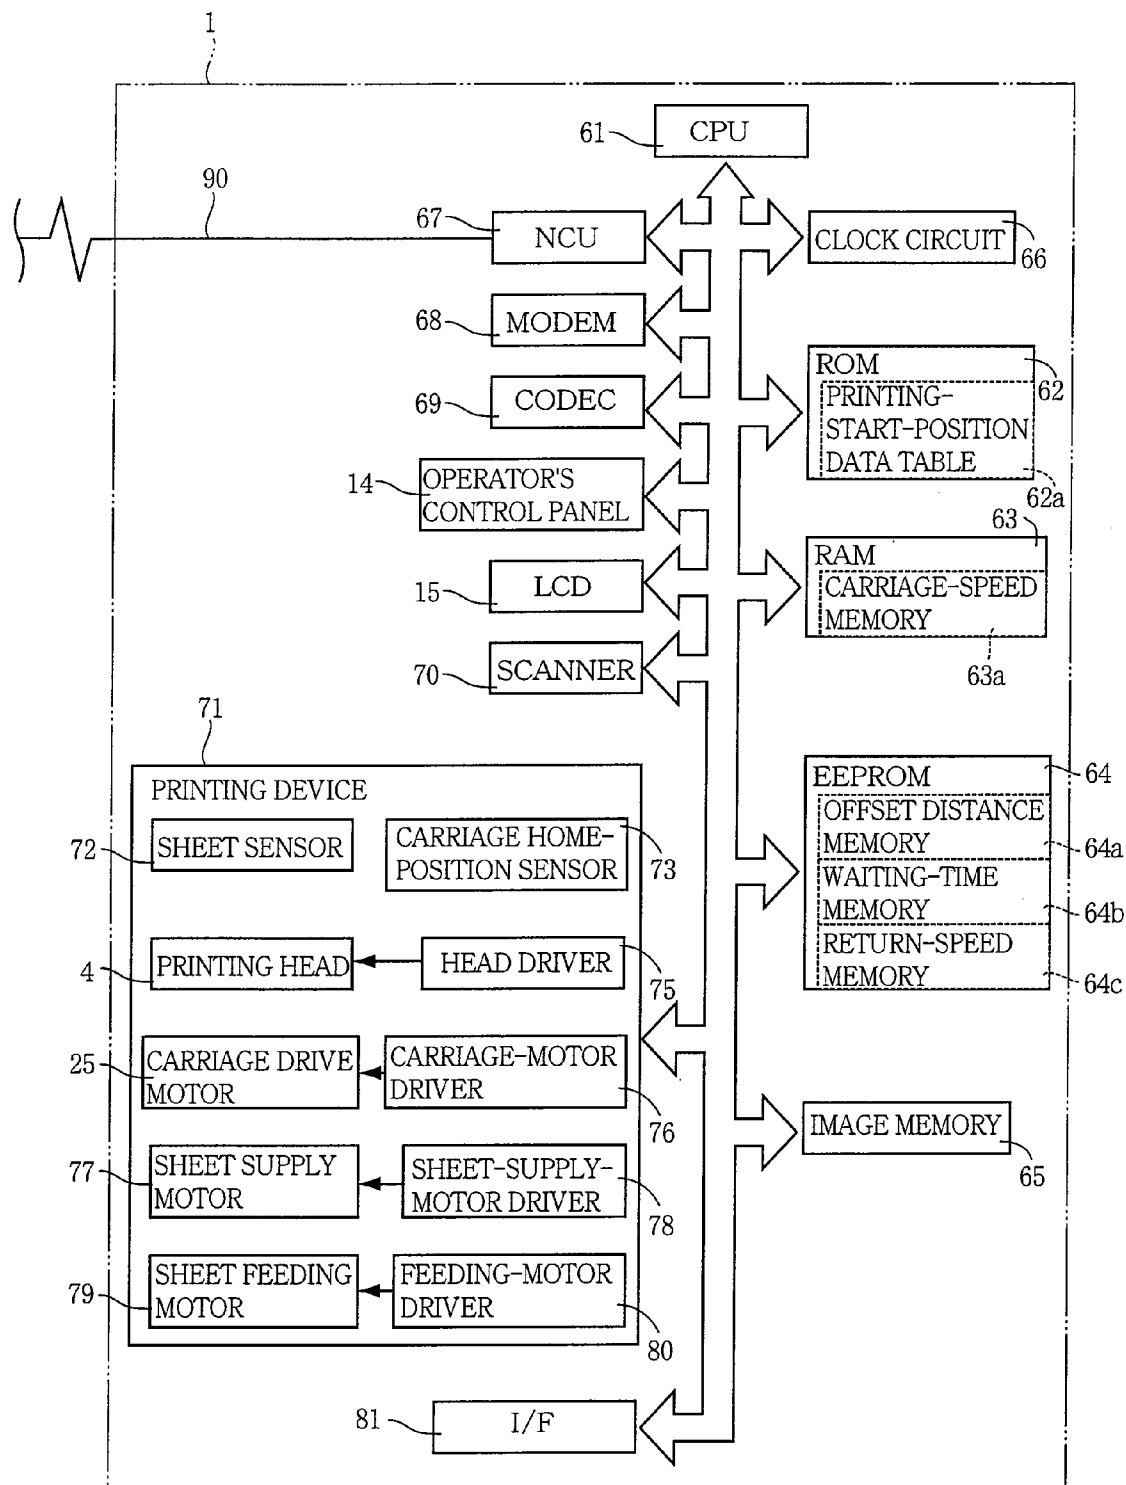 1
CPU
61
90
67
NCU
CLOCK CIRCUIT
66
68
MODEM
ROM
62
PRINTING-
START-POSITION
DATA TABLE
62a
69
CODEC
14
OPERATOR'S
CONTROL PANEL
63
RAM
CARRIAGE-SPEED
MEMORY
63a
15
LCD
70
SCANNER
71
PRINTING DEVICE
72
SHEET SENSOR
CARRIAGE HOME-
POSITION SENSOR
73
EEPROM
64
OFFSET DISTANCE
MEMORY
64a
WAITING-TIME
MEMORY
64b
RETURN-SPEED
MEMORY
64c
4
PRINTING HEAD
HEAD DRIVER
75
25
CARRIAGE DRIVE
MOTOR
CARRIAGE-MOTOR
DRIVER
76
IMAGE MEMORY
65
77
SHEET SUPPLY
MOTOR
SHEET-SUPPLY-
MOTOR DRIVER
78
79
SHEET FEEDING
MOTOR
FEEDING-MOTOR
DRIVER
80
81
I/F